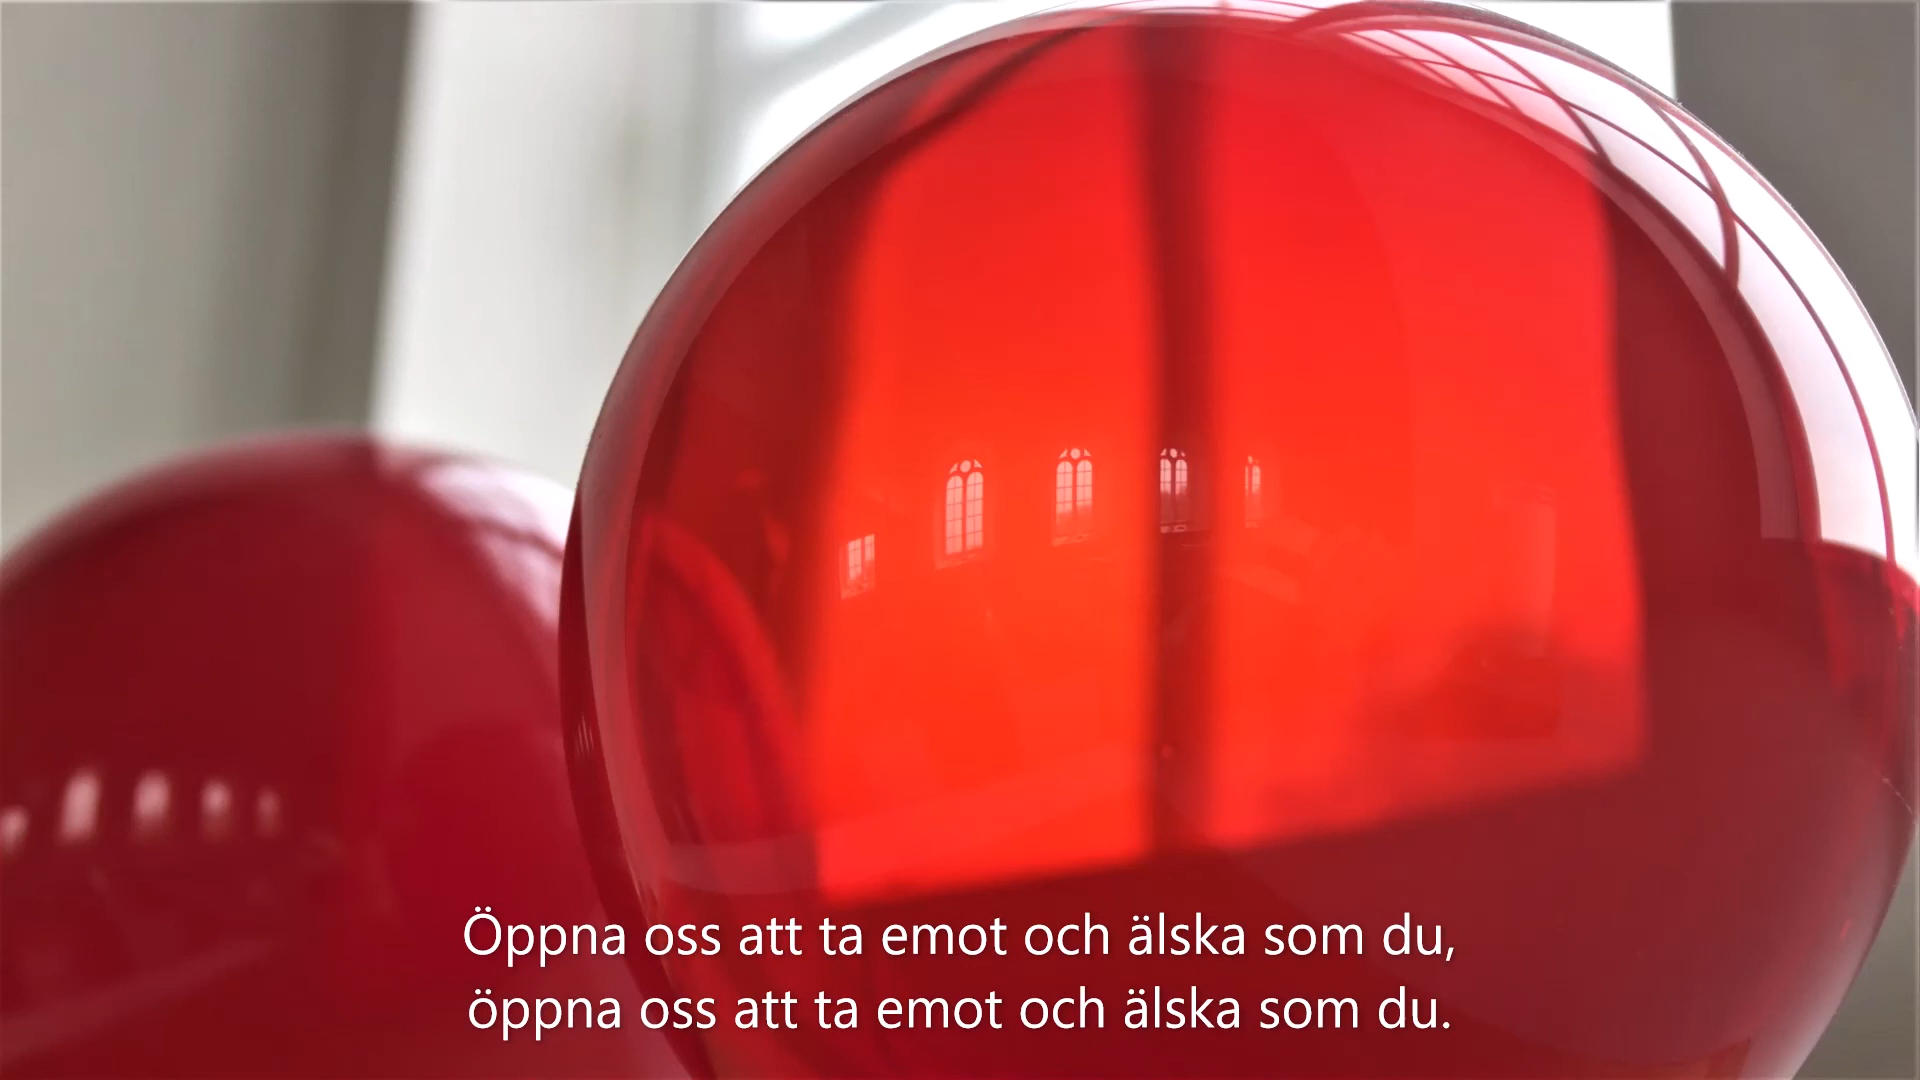 Öppna oss att ta emot och älska som du,
öppna oss att ta emot och älska som du.